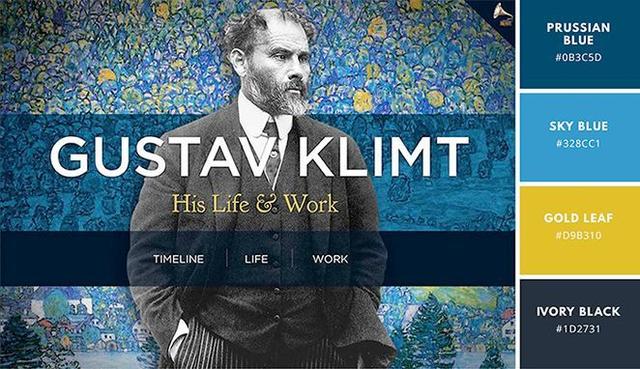 GUSTAV KLIMT
His Life & Work
TIMELINE
LIFE
WORK
PRUSSIAN
BLUE
#0B3C5D
SKY BLUE
#328CC1
GOLD LEAF
#D9B310
IVORY BLACK
#1D2731